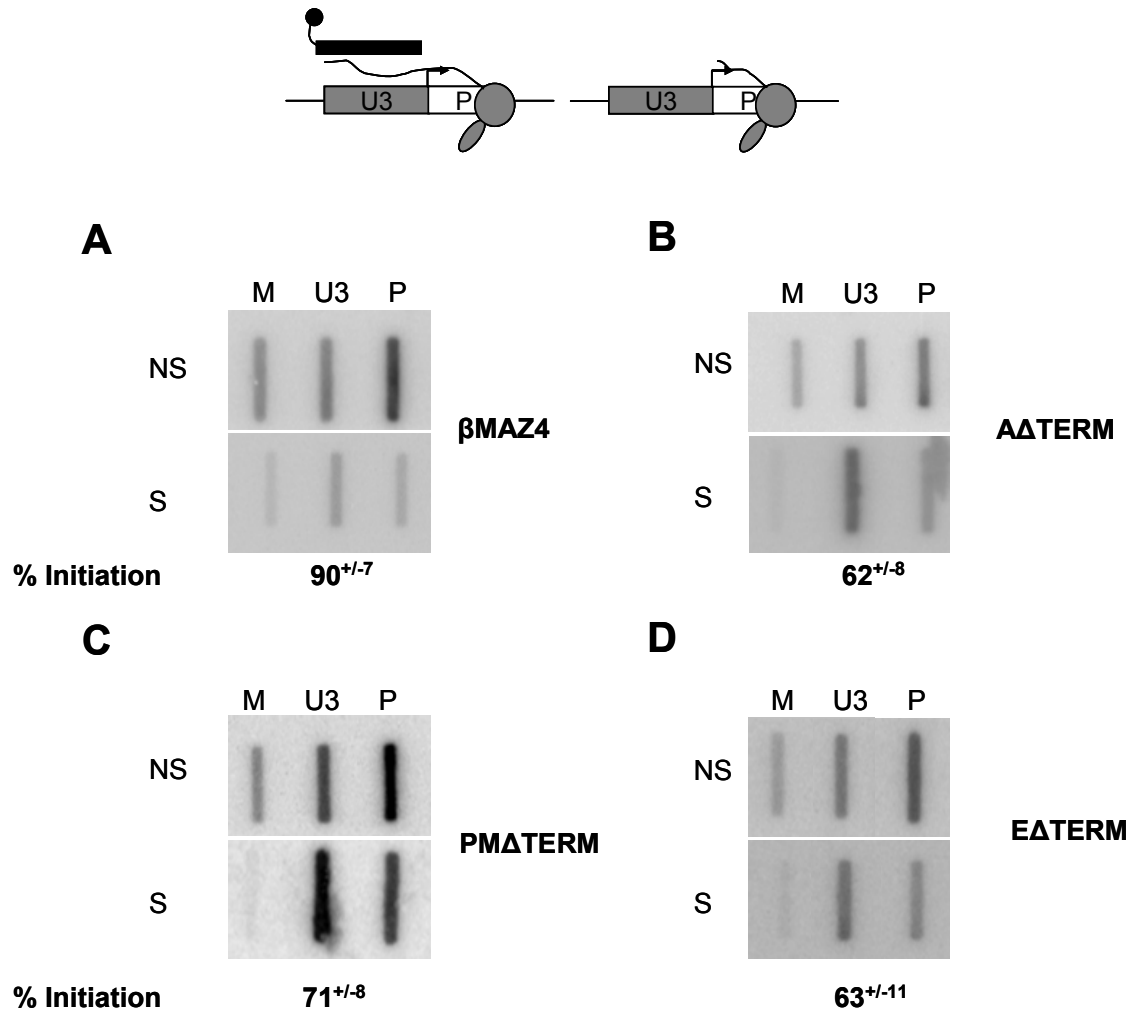 U3 P U3 P
A
M U3 P
NS
S
βMAZ4
% Initiation 90+/-7
B
M U3 P
NS
S
AΔTERM
62+/-8
C
M U3 P
NS
S
PMΔTERM
% Initiation 71+/-8
D
M U3 P
NS
S
EΔTERM
63+/-11